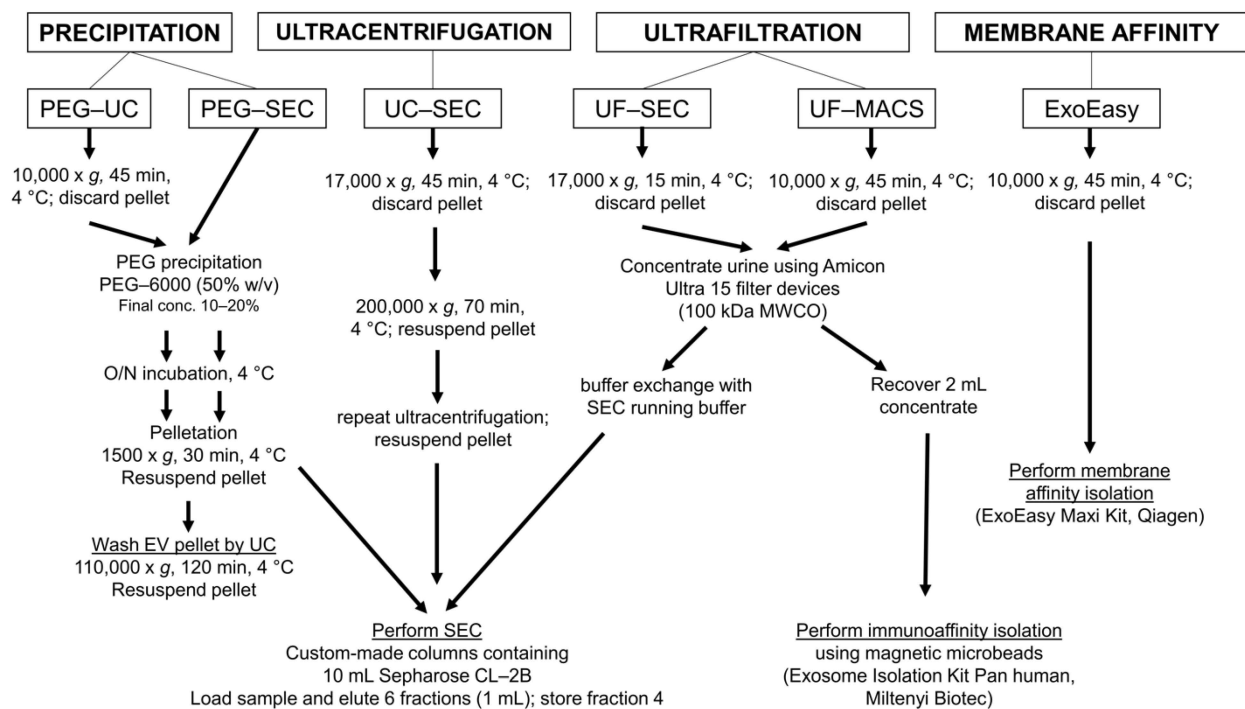 PRECIPITATION
ULTRACENTRIFUGATION
ULTRAFILTRATION
MEMBRANE AFFINITY
PEG–UC
PEG–SEC
UC–SEC
UF–SEC
UF–MACS
ExoEasy
10,000 x g, 45 min,
4 °C; discard pellet
17,000 x g, 45 min, 4 °C;
discard pellet
17,000 x g, 15 min, 4 °C;
discard pellet
10,000 x g, 45 min, 4 °C;
discard pellet
10,000 x g, 45 min, 4 °C;
discard pellet
PEG precipitation
PEG–6000 (50% w/v)
Final conc. 10–20%
200,000 x g, 70 min,
4 °C; resuspend pellet
Concentrate urine using Amicon
Ultra 15 filter devices
(100 kDa MWCO)
O/N incubation, 4 °C
repeat ultracentrifugation;
resuspend pellet
buffer exchange with
SEC running buffer
Recover 2 mL
concentrate
Pelletation
1500 x g, 30 min, 4 °C
Resuspend pellet
Perform membrane
affinity isolation
(ExoEasy Maxi Kit, Qiagen)
Wash EV pellet by UC
110,000 x g, 120 min, 4 °C
Resuspend pellet
Perform SEC
Custom-made columns containing
10 mL Sepharose CL–2B
Load sample and elute 6 fractions (1 mL); store fraction 4
Perform immunoaffinity isolation
using magnetic microbeads
(Exosome Isolation Kit Pan human,
Miltenyi Biotec)